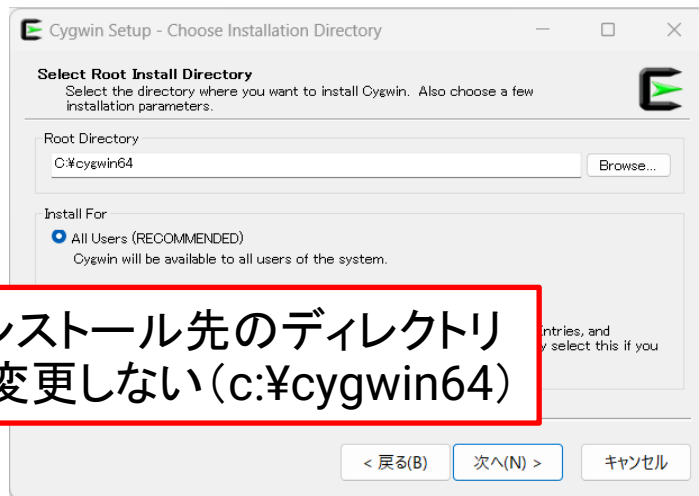 Cygwin Setup - Choose Installation Directory
Select Root Install Directory
Select the directory where you want to install Cygwin. Also choose a few
installation parameters.
Root Directory
C:¥cygwin64
Browse...
Install For
All Users (RECOMMENDED)
Cygwin will be available to all users of the system.
ストール先のディレクトリ
変更しない(c:¥cygwin64)
ntries, and
select this if you
< 戻る(B)
次へ(N) >
キャンセル